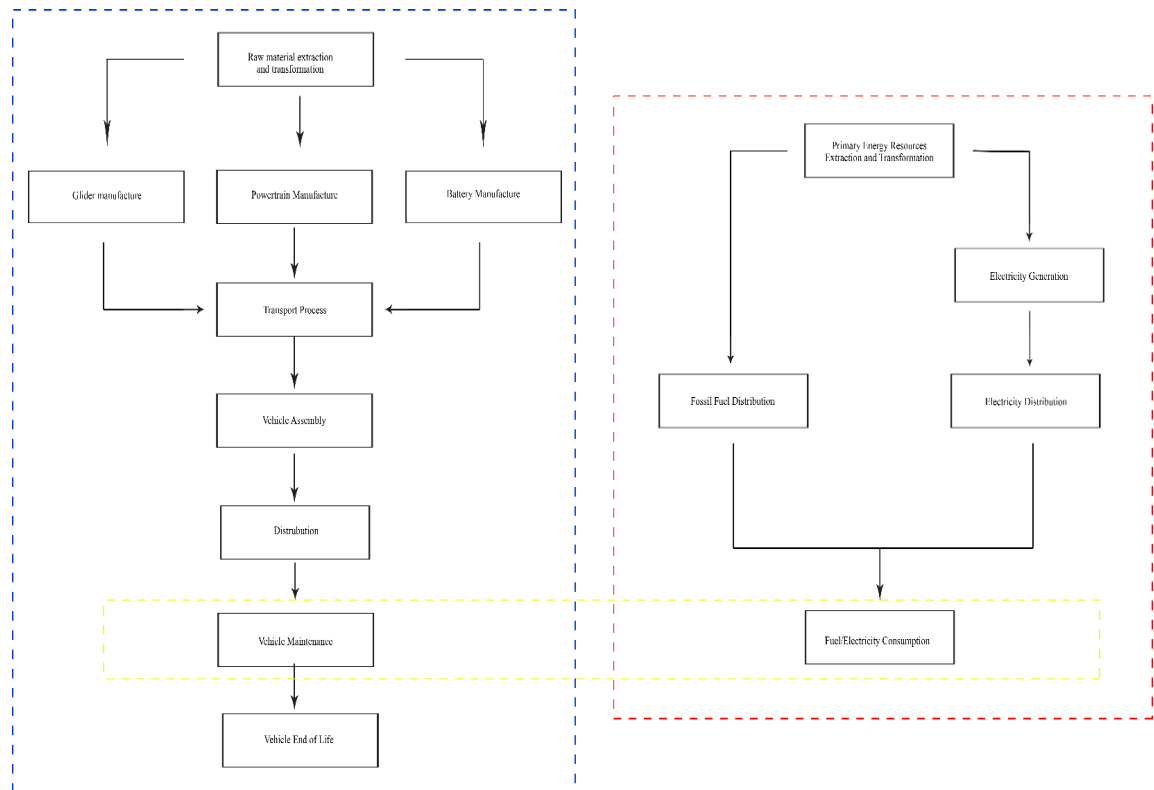 Raw material extraction
and transformation
Glider manufacture
Powertrain Manufacture
Battery Manufacture
Transport Process
Vehicle Assembly
Distrubution
Vehicle Maintenance
Vehicle End of Life
Primary Energy Resources
Extraction and Transformation
Electricity Generation
Fossil Fuel Distribution
Electricity Distribution
Fuel/Electricity Consumption